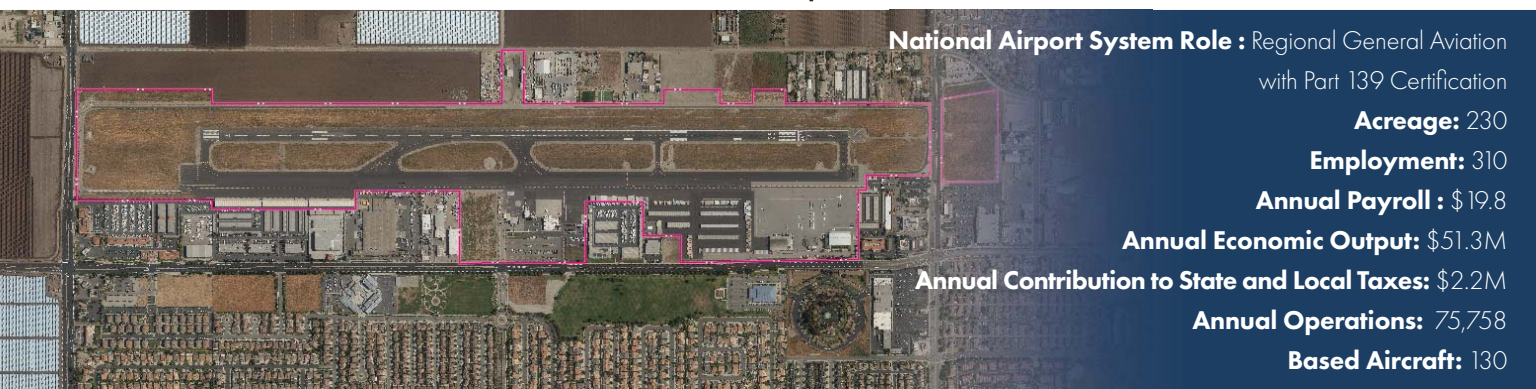 National Airport System Role : Regional General Aviation
with Part 139 Certification
Acreage: 230
Employment: 310
Annual Payroll : $19.8
Annual Economic Output: $51.3M
Annual Contribution to State and Local Taxes: $2.2M
Annual Operations: 75,758
Based Aircraft: 130